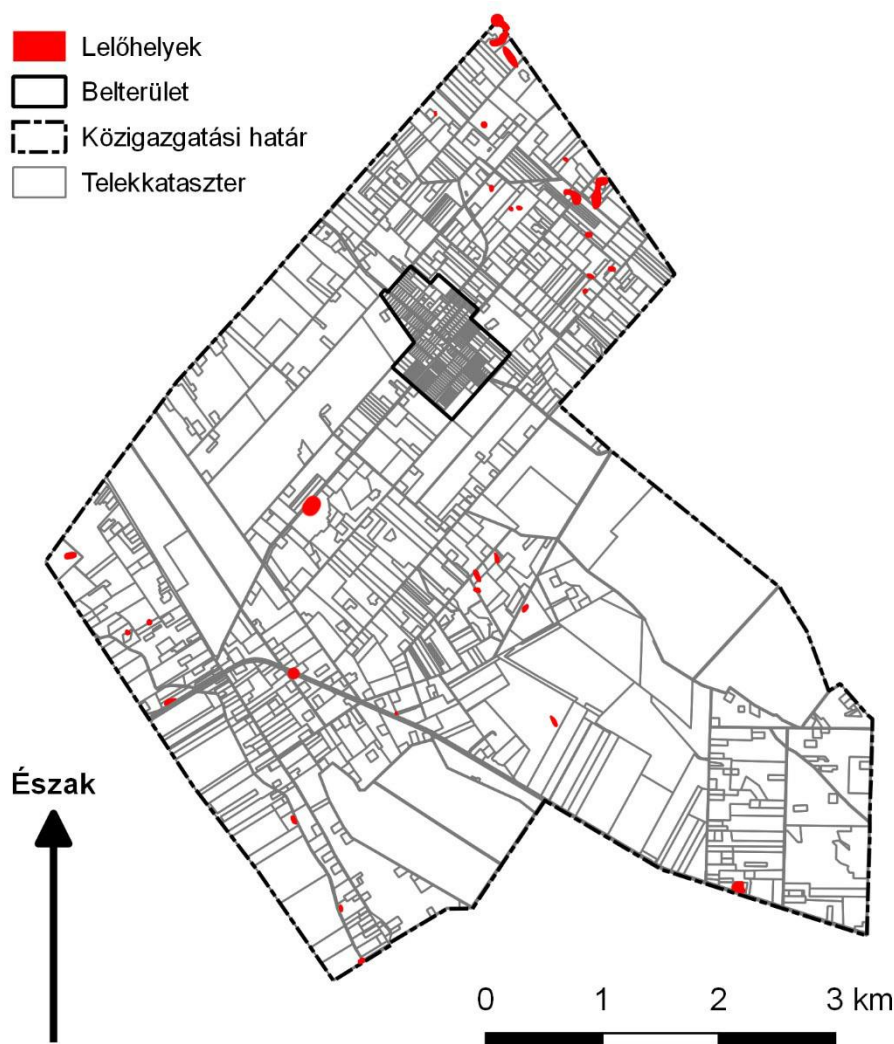 Lelőhelyek
Belterület
Közigazgatási határ
Telekkataszter
Észak
0 1 2 3 km